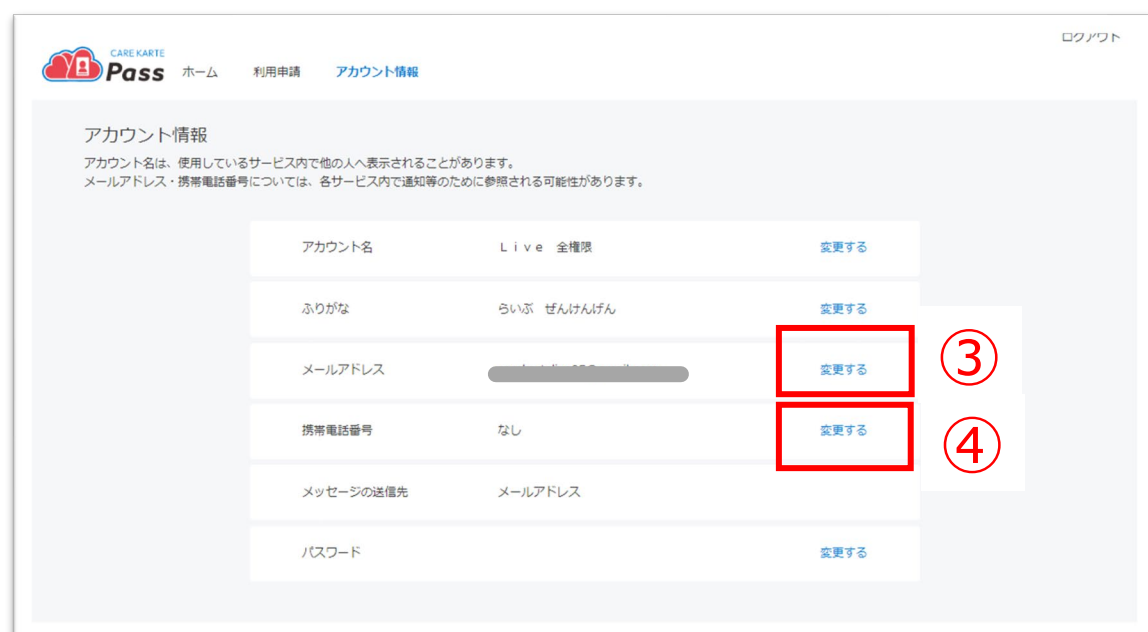 ログアウト
CARE KARTE
Pass ホーム 利用申請 アカウント情報
アカウント情報
アカウント名は、使用しているサービス内で他の人へ表示されることがあります。
メールアドレス・携帯電話番号については、各サービス内で通知等のために参照される可能性があります。
アカウント名 Ｌｉｖｅ　全権限 変更する
ふりがな らいぶ　ぜんけんげん 変更する
メールアドレス 変更する ③
携帯電話番号 なし 変更する ④
メッセージの送信先 メールアドレス
パスワード 変更する